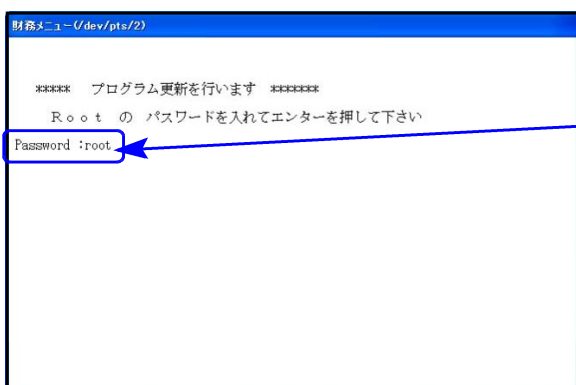 財務メニュー(/dev/pts/2)
***** プログラム更新を行います *******
Root の パスワードを入れてエンターを押して下さい
Password :root